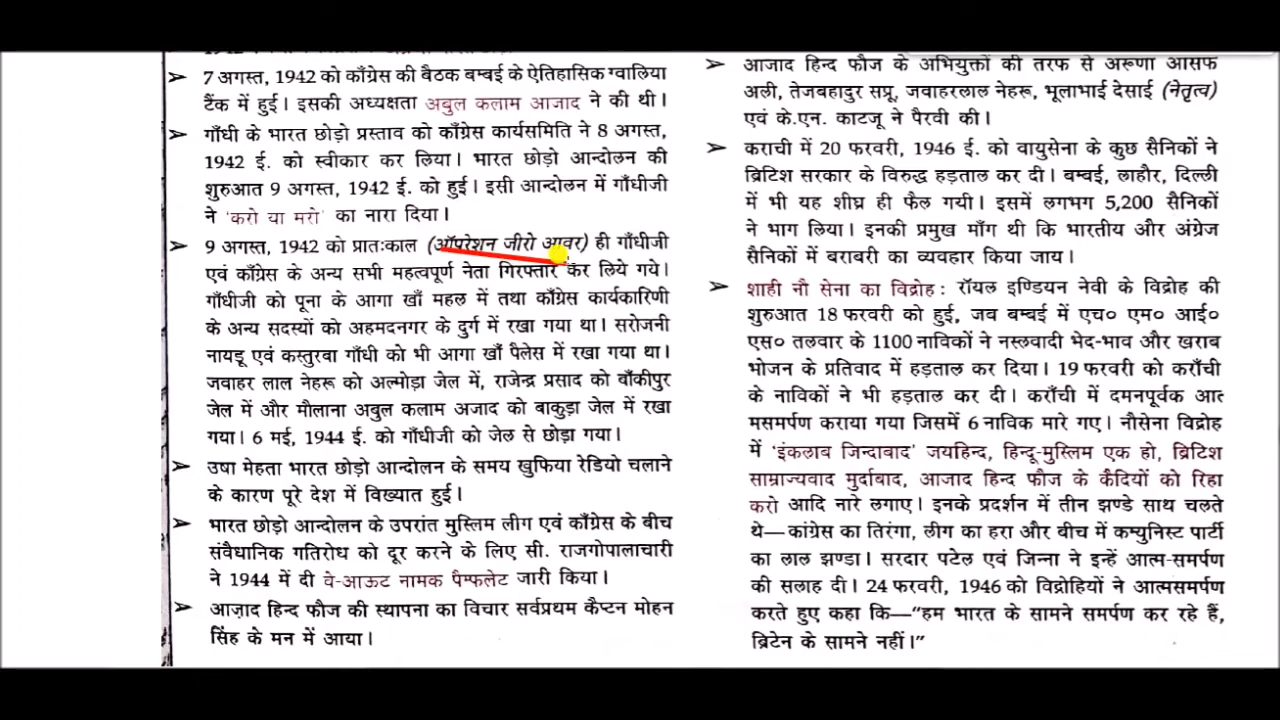 ➢ 7 अगस्त, 1942 को काँग्रेस की बैठक बम्बई के ऐतिहासिक ग्वालिया
टैंक में हुई। इसकी अध्यक्षता अबुल कलाम आजाद ने की थी।
➢ गाँधी के भारत छोड़ो प्रस्ताव को काँग्रेस कार्यसमिति ने 8 अगस्त,
1942 ई. को स्वीकार कर लिया। भारत छोड़ो आन्दोलन की
शुरुआत 9 अगस्त, 1942 ई. को हुई। इसी आन्दोलन में गाँधीजी
ने 'करो या मरो' का नारा दिया।
➢ 9 अगस्त, 1942 को प्रातःकाल (ऑपरेशन जीरो आवर) ही गाँधीजी
एवं काँग्रेस के अन्य सभी महत्वपूर्ण नेता गिरफ्तार कर लिये गये।
गाँधीजी को पूना के आगा खाँ महल में तथा काँग्रेस कार्यकारिणी
के अन्य सदस्यों को अहमदनगर के दुर्ग में रखा गया था। सरोजनी
नायडू एवं कस्तुरबा गाँधी को भी आगा खाँ पैलेस में रखा गया था।
जवाहर लाल नेहरू को अल्मोड़ा जेल में, राजेन्द्र प्रसाद को बाँकीपुर
जेल में और मौलाना अबुल कलाम अजाद को बाकुड़ा जेल में रखा
गया। 6 मई, 1944 ई. को गाँधीजी को जेल से छोड़ा गया।
➢ उषा मेहता भारत छोड़ो आन्दोलन के समय खुफिया रेडियो चलाने
के कारण पूरे देश में विख्यात हुई।
➢ भारत छोड़ो आन्दोलन के उपरांत मुस्लिम लीग एवं काँग्रेस के बीच
संवैधानिक गतिरोध को दूर करने के लिए सी. राजगोपालाचारी
ने 1944 में दी वे-आऊट नामक पैम्फलेट जारी किया।
➢ आज़ाद हिन्द फौज की स्थापना का विचार सर्वप्रथम कैप्टन मोहन
सिंह के मन में आया।
➢ आजाद हिन्द फौज के अभियुक्तों की तरफ से अरूणा आसफ
अली, तेजबहादुर सप्रू, जवाहरलाल नेहरू, भूलाभाई देसाई (नेतृत्व)
एवं के.एन. काटजू ने पैरवी की।
➢ कराची में 20 फरवरी, 1946 ई. को वायुसेना के कुछ सैनिकों ने
ब्रिटिश सरकार के विरुद्ध हड़ताल कर दी। बम्बई, लाहौर, दिल्ली
में भी यह शीघ्र ही फैल गयी। इसमें लगभग 5,200 सैनिकों
ने भाग लिया। इनकी प्रमुख माँग थी कि भारतीय और अंग्रेज
सैनिकों में बराबरी का व्यवहार किया जाय।
➢ शाही नौ सेना का विद्रोह : रॉयल इण्डियन नेवी के विद्रोह की
शुरुआत 18 फरवरी को हुई, जब बम्बई में एच० एम० आई०
एस० तलवार के 1100 नाविकों ने नस्लवादी भेद-भाव और खराब
भोजन के प्रतिवाद में हड़ताल कर दिया। 19 फरवरी को कराँची
के नाविकों ने भी हड़ताल कर दी। कराँची में दमनपूर्वक आत
मसमर्पण कराया गया जिसमें 6 नाविक मारे गए। नौसेना विद्रोह
में 'इंकलाब जिन्दाबाद' जयहिन्द, हिन्दू-मुस्लिम एक हो, ब्रिटिश
साम्राज्यवाद मुर्दाबाद, आजाद हिन्द फौज के कैदियों को रिहा
करो आदि नारे लगाए। इनके प्रदर्शन में तीन झण्डे साथ चलते
थे—कांग्रेस का तिरंगा, लीग का हरा और बीच में कम्युनिस्ट पार्टी
का लाल झण्डा। सरदार पटेल एवं जिन्ना ने इन्हें आत्म-समर्पण
की सलाह दी। 24 फरवरी, 1946 को विद्रोहियों ने आत्मसमर्पण
करते हुए कहा कि—"हम भारत के सामने समर्पण कर रहे हैं,
ब्रिटेन के सामने नहीं।"